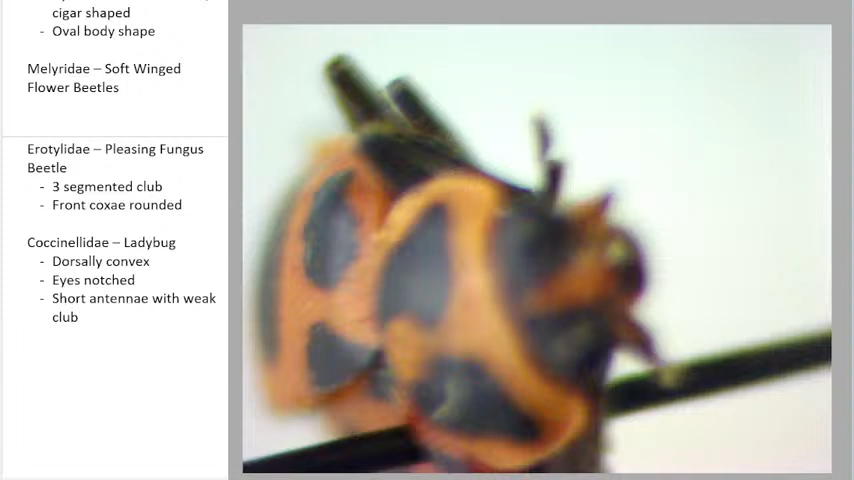 cigar shaped
- Oval body shape
Melyridae – Soft Winged
Flower Beetles
Erotylidae – Pleasing Fungus
Beetle
- 3 segmented club
- Front coxae rounded
Coccinellidae – Ladybug
- Dorsally convex
- Eyes notched
- Short antennae with weak
club